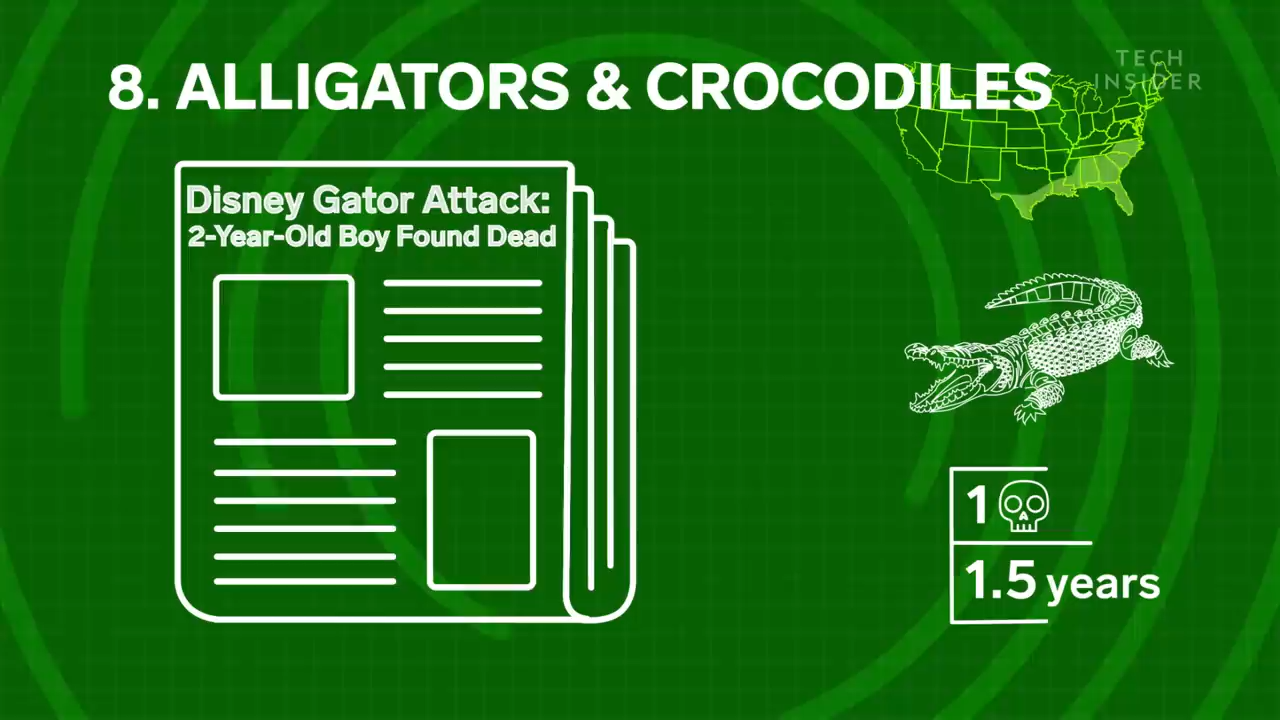 8. ALLIGATORS & CROCODILES
TECH
INSIDER
Disney Gator Attack:
2-Year-Old Boy Found Dead
1
1.5 years